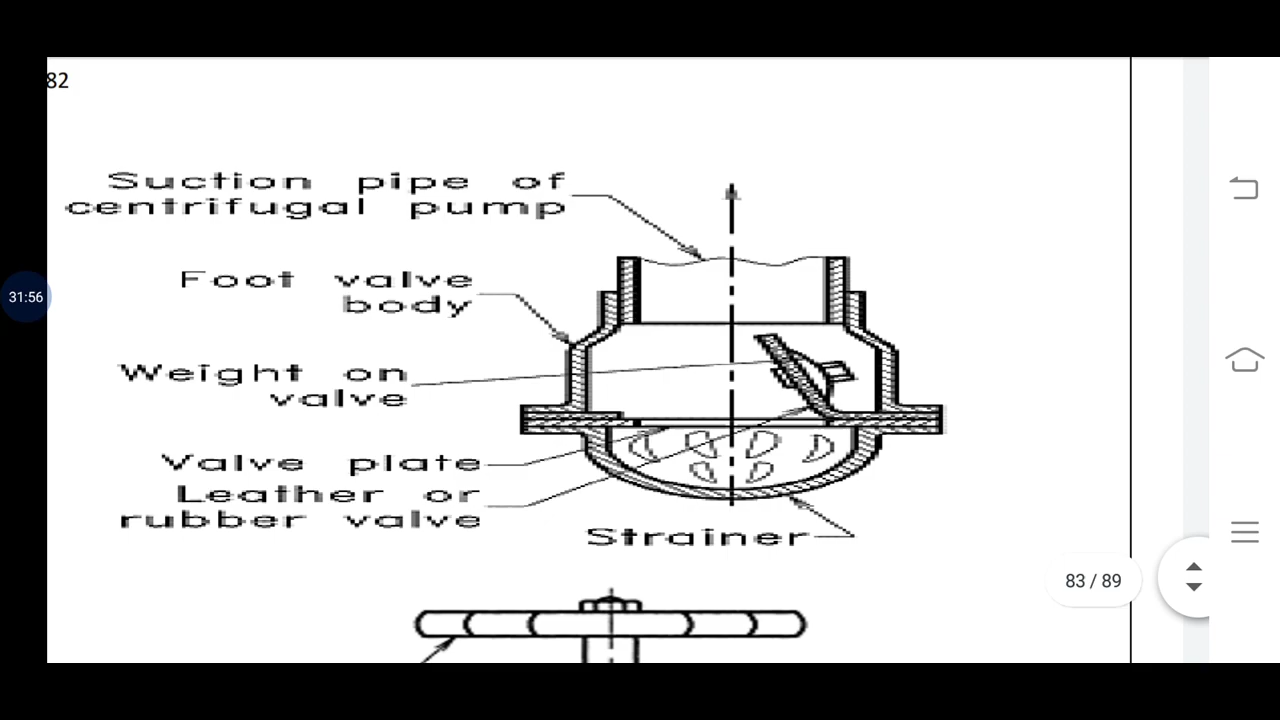 82
Suction pipe of
centrifugal pump
Foot valve
body
31:56
Weight on
valve
Valve plate
Leather or
rubber valve
Strainer
83 / 89